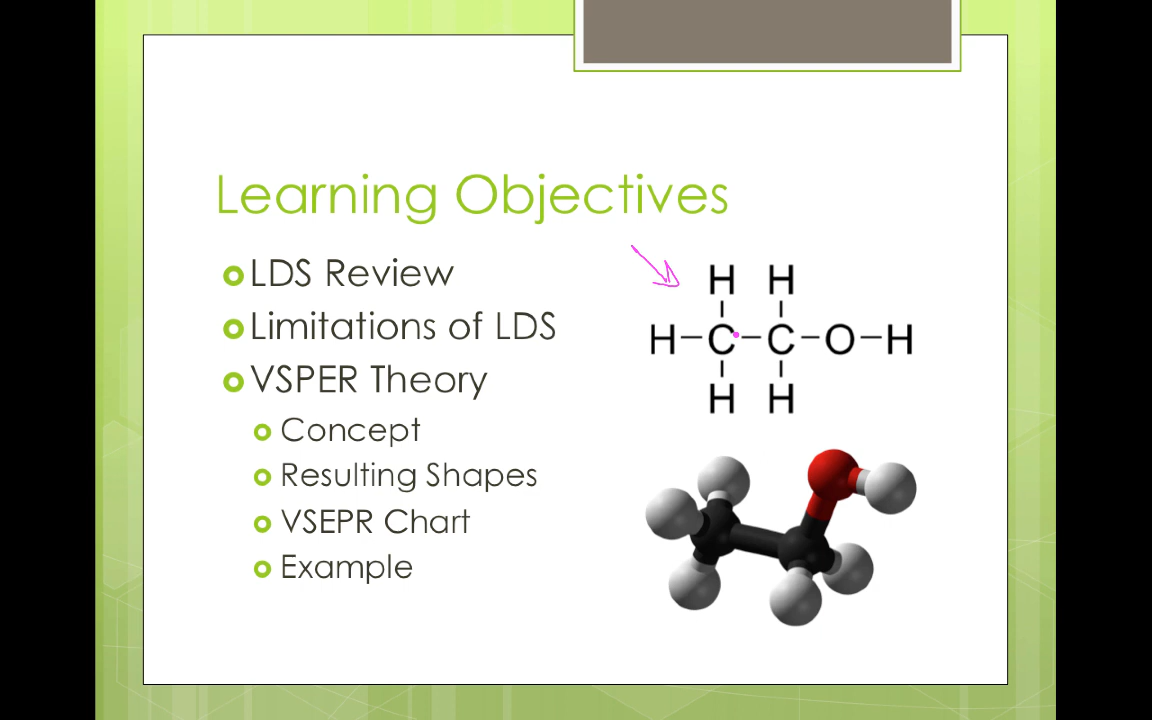 Learning Objectives
LDS Review
Limitations of LDS
VSPER Theory
Concept
Resulting Shapes
VSEPR Chart
Example
H H
H–C–C–O–H
H H